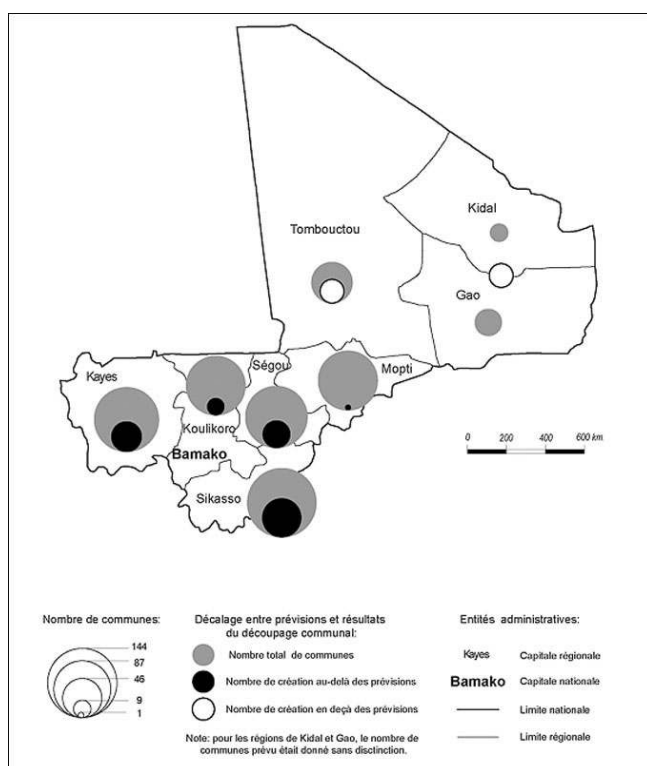 Kidal
Tombouctou
Gao
Ségou
Mopti
Kayes
Koulikoro
Bamako
Sikasso
0 200 400 600 km
Nombre de communes:
144
87
46
9
1
Décalage entre prévisions et résultats
du découpage communal:
Nombre total de communes
Nombre de création au-delà des prévisions
Nombre de création en deçà des prévisions
Note: pour les régions de Kidal et Gao, le nombre de
communes prévu était donné sans disctinction.
Entités administratives:
Kayes Capitale régionale
Bamako Capitale nationale
Limite nationale
Limite régionale